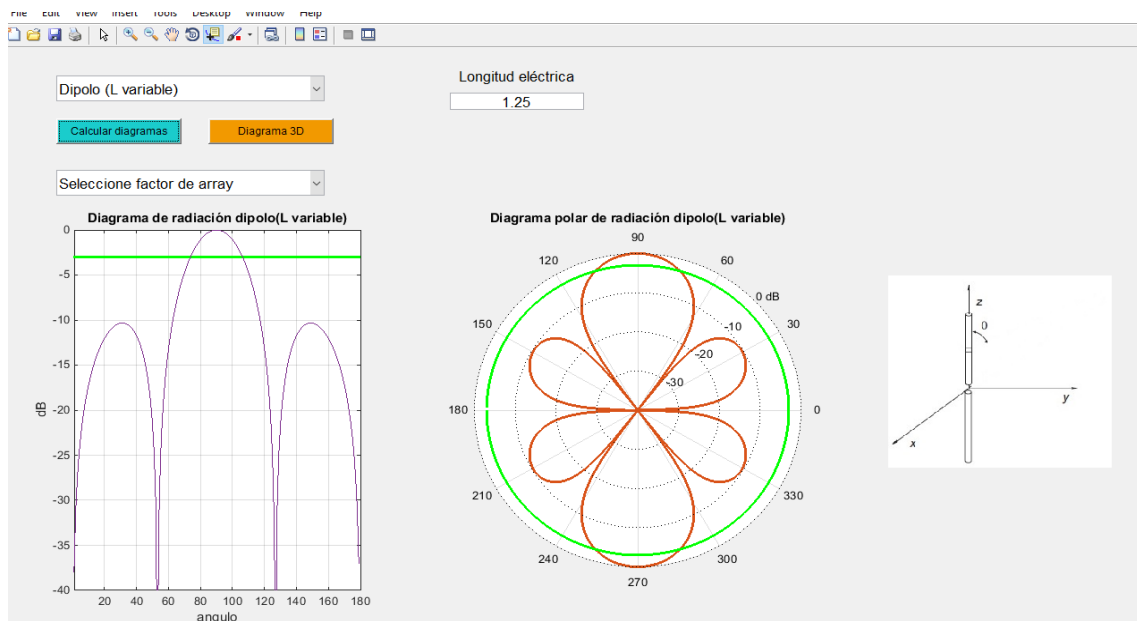 File Edit View Insert Tools Desktop Window Help
Dipolo (L variable)
Longitud eléctrica
1.25
Calcular diagramas
Diagrama 3D
Seleccione factor de array
Diagrama de radiación dipolo(L variable)
0
-5
-10
-15
-20
-25
-30
-35
-40
dB
20 40 60 80 100 120 140 160 180
angulo
Diagrama polar de radiación dipolo(L variable)
90
120 60
0 dB
150 30
-10
-20
-30
180 0
210 330
240 300
270
z
θ
y
x